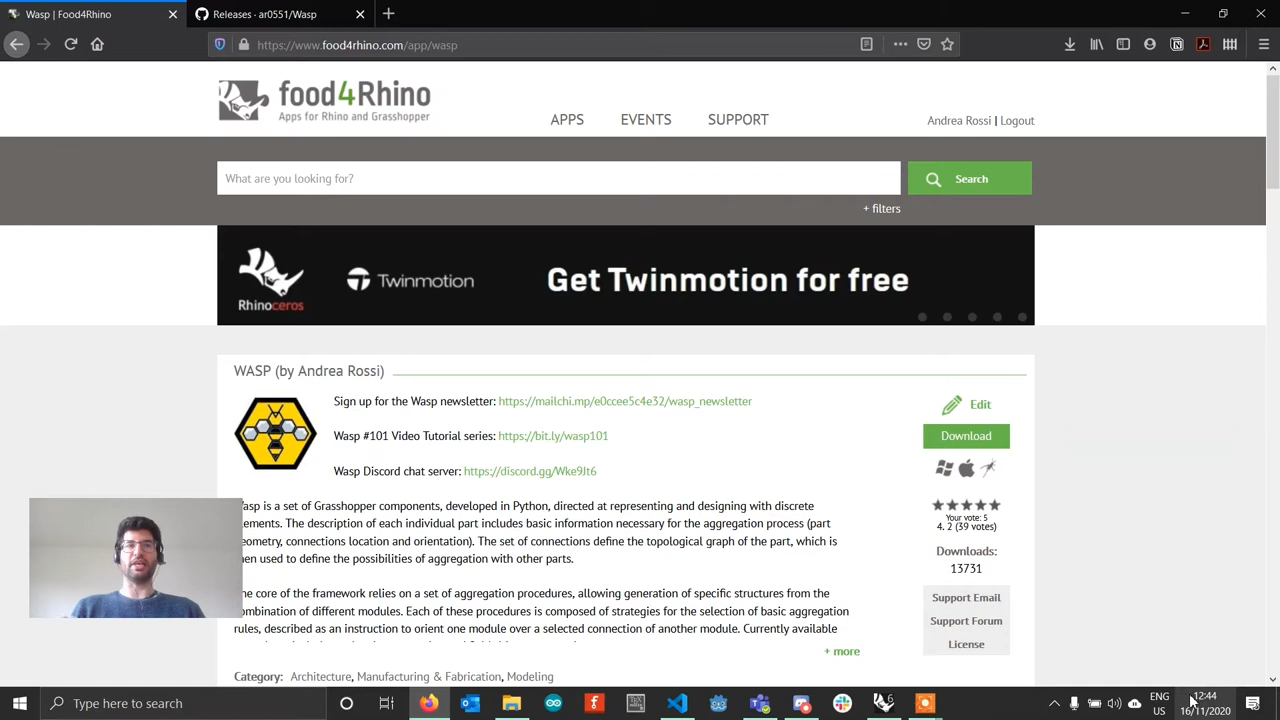 Wasp | Food4Rhino
Releases · ar0551/Wasp
https://www.food4rhino.com/app/wasp
food4Rhino
Apps for Rhino and Grasshopper
APPS EVENTS SUPPORT
Andrea Rossi | Logout
What are you looking for?
Search
+ filters
Rhinoceros
Twinmotion
Get Twinmotion for free
WASP (by Andrea Rossi)
Sign up for the Wasp newsletter: https://mailchi.mp/e0ccee5c4e32/wasp_newsletter
Edit
Wasp #101 Video Tutorial series: https://bit.ly/wasp101
Download
Wasp Discord chat server: https://discord.gg/Wke9Jt6
Wasp is a set of Grasshopper components, developed in Python, directed at representing and designing with discrete
elements. The description of each individual part includes basic information necessary for the aggregation process (part
geometry, connections location and orientation). The set of connections define the topological graph of the part, which is
then used to define the possibilities of aggregation with other parts.
The core of the framework relies on a set of aggregation procedures, allowing generation of specific structures from the
combination of different modules. Each of these procedures is composed of strategies for the selection of basic aggregation
rules, described as an instruction to orient one module over a selected connection of another module. Currently available
+ more
Your vote: 5
4. 2 (39 votes)
Downloads:
13731
Support Email
Support Forum
License
Category: Architecture, Manufacturing & Fabrication, Modeling
Type here to search
ENG
US
12:44
16/11/2020